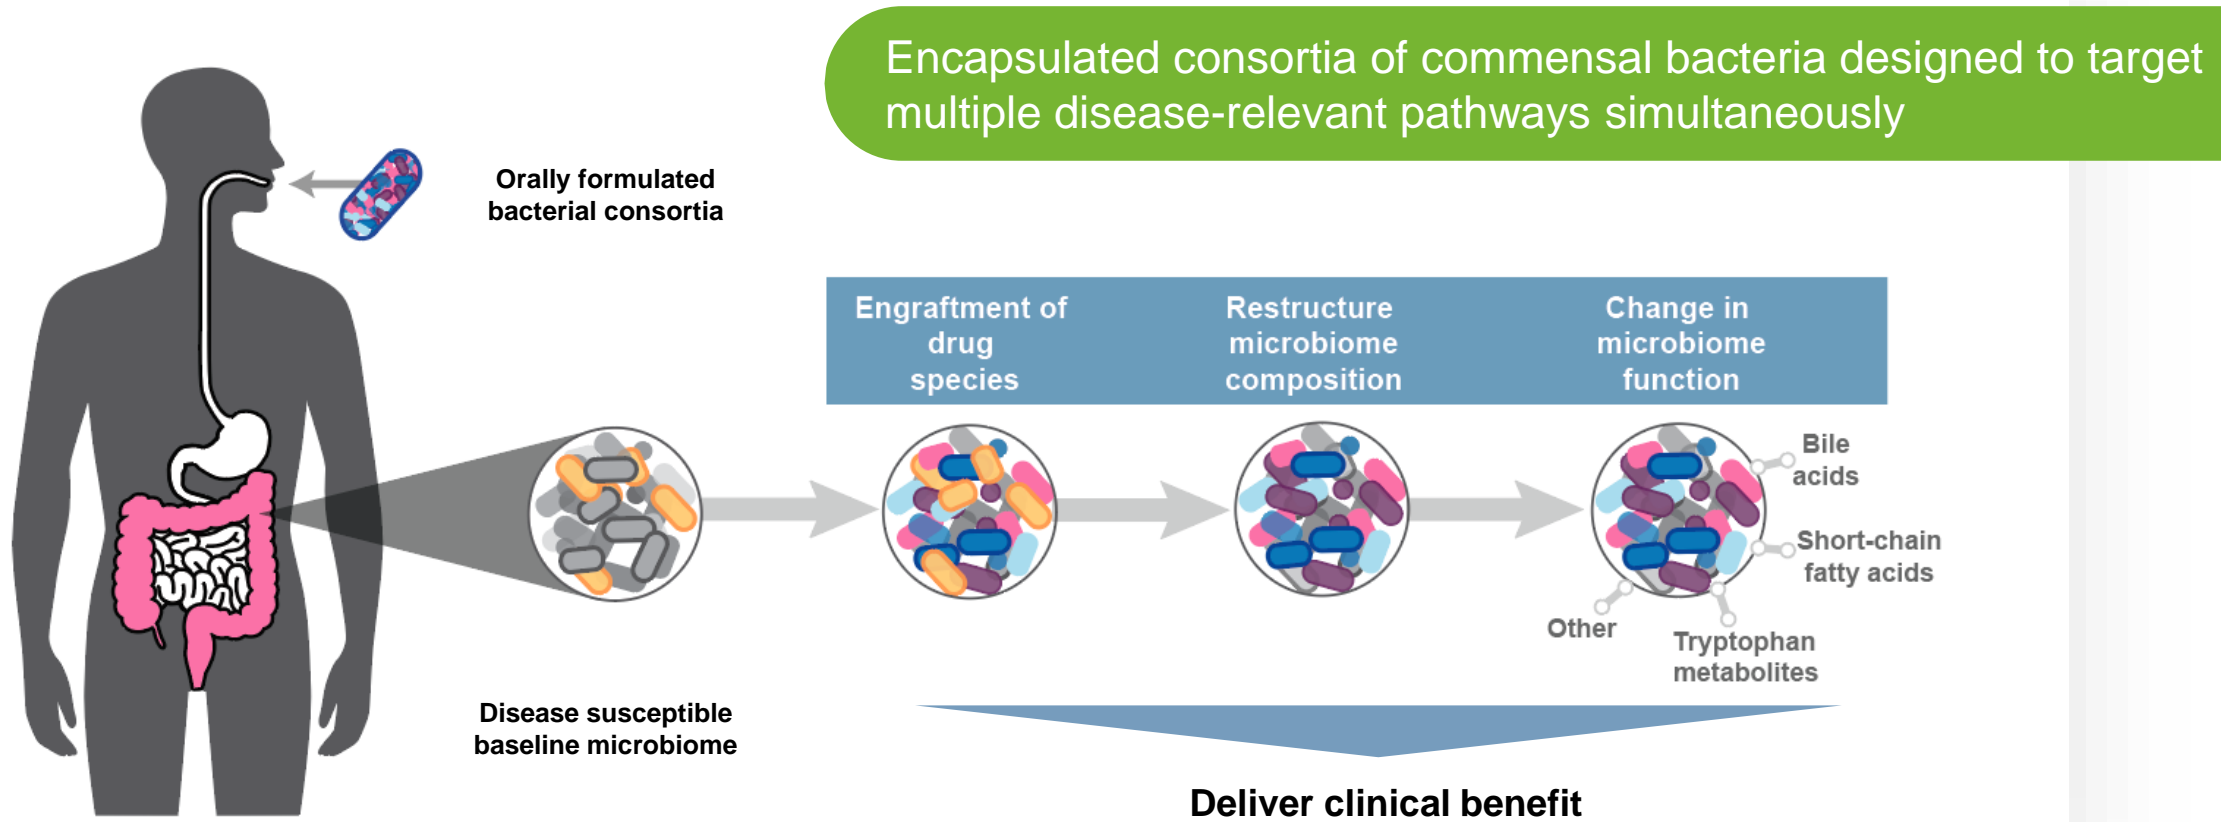 Encapsulated consortia of commensal bacteria designed to target
multiple disease-relevant pathways simultaneously
Orally formulated
bacterial consortia
Engraftment of
drug
species
Restructure
microbiome
composition
Change in
microbiome
function
Bile
acids
Short-chain
fatty acids
Other
Tryptophan
metabolites
Disease susceptible
baseline microbiome
Deliver clinical benefit